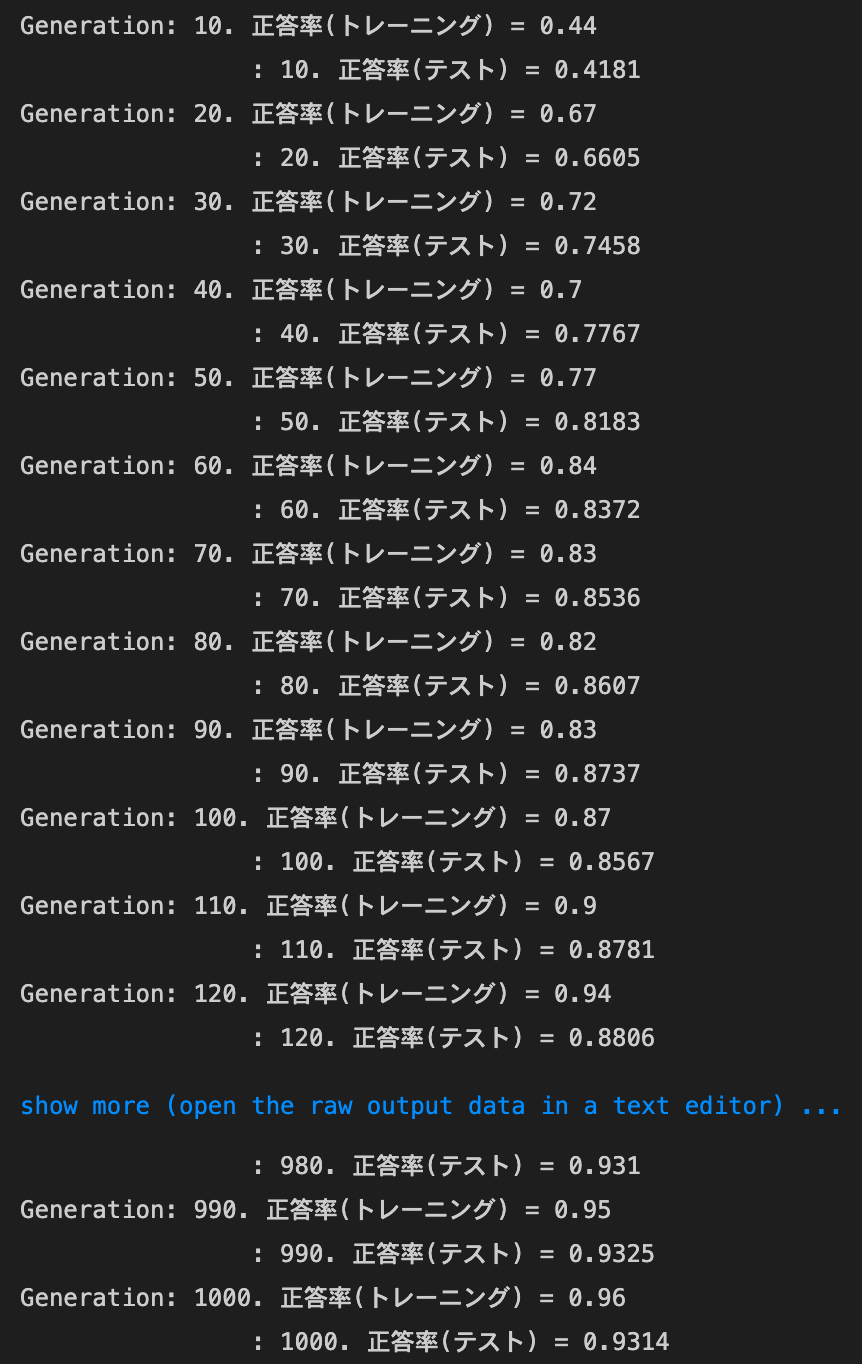 Generation: 10. 正答率(トレーニング) = 0.44
: 10. 正答率(テスト) = 0.4181
Generation: 20. 正答率(トレーニング) = 0.67
: 20. 正答率(テスト) = 0.6605
Generation: 30. 正答率(トレーニング) = 0.72
: 30. 正答率(テスト) = 0.7458
Generation: 40. 正答率(トレーニング) = 0.7
: 40. 正答率(テスト) = 0.7767
Generation: 50. 正答率(トレーニング) = 0.77
: 50. 正答率(テスト) = 0.8183
Generation: 60. 正答率(トレーニング) = 0.84
: 60. 正答率(テスト) = 0.8372
Generation: 70. 正答率(トレーニング) = 0.83
: 70. 正答率(テスト) = 0.8536
Generation: 80. 正答率(トレーニング) = 0.82
: 80. 正答率(テスト) = 0.8607
Generation: 90. 正答率(トレーニング) = 0.83
: 90. 正答率(テスト) = 0.8737
Generation: 100. 正答率(トレーニング) = 0.87
: 100. 正答率(テスト) = 0.8567
Generation: 110. 正答率(トレーニング) = 0.9
: 110. 正答率(テスト) = 0.8781
Generation: 120. 正答率(トレーニング) = 0.94
: 120. 正答率(テスト) = 0.8806
show more (open the raw output data in a text editor) ...
: 980. 正答率(テスト) = 0.931
Generation: 990. 正答率(トレーニング) = 0.95
: 990. 正答率(テスト) = 0.9325
Generation: 1000. 正答率(トレーニング) = 0.96
: 1000. 正答率(テスト) = 0.9314